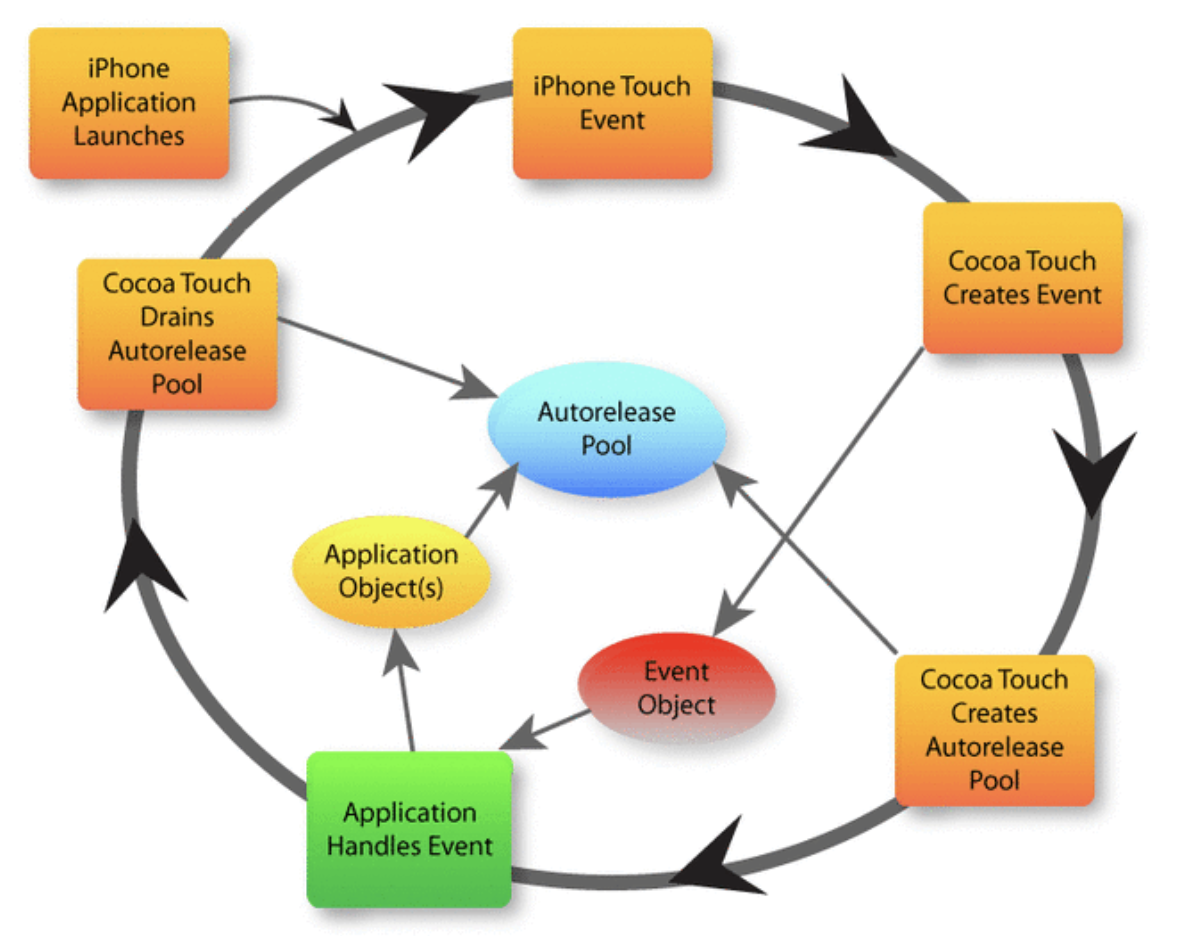 iPhone
Application
Launches
iPhone Touch
Event
Cocoa Touch
Creates Event
Cocoa Touch
Drains
Autorelease
Pool
Autorelease
Pool
Application
Object(s)
Event
Object
Cocoa Touch
Creates
Autorelease
Pool
Application
Handles Event